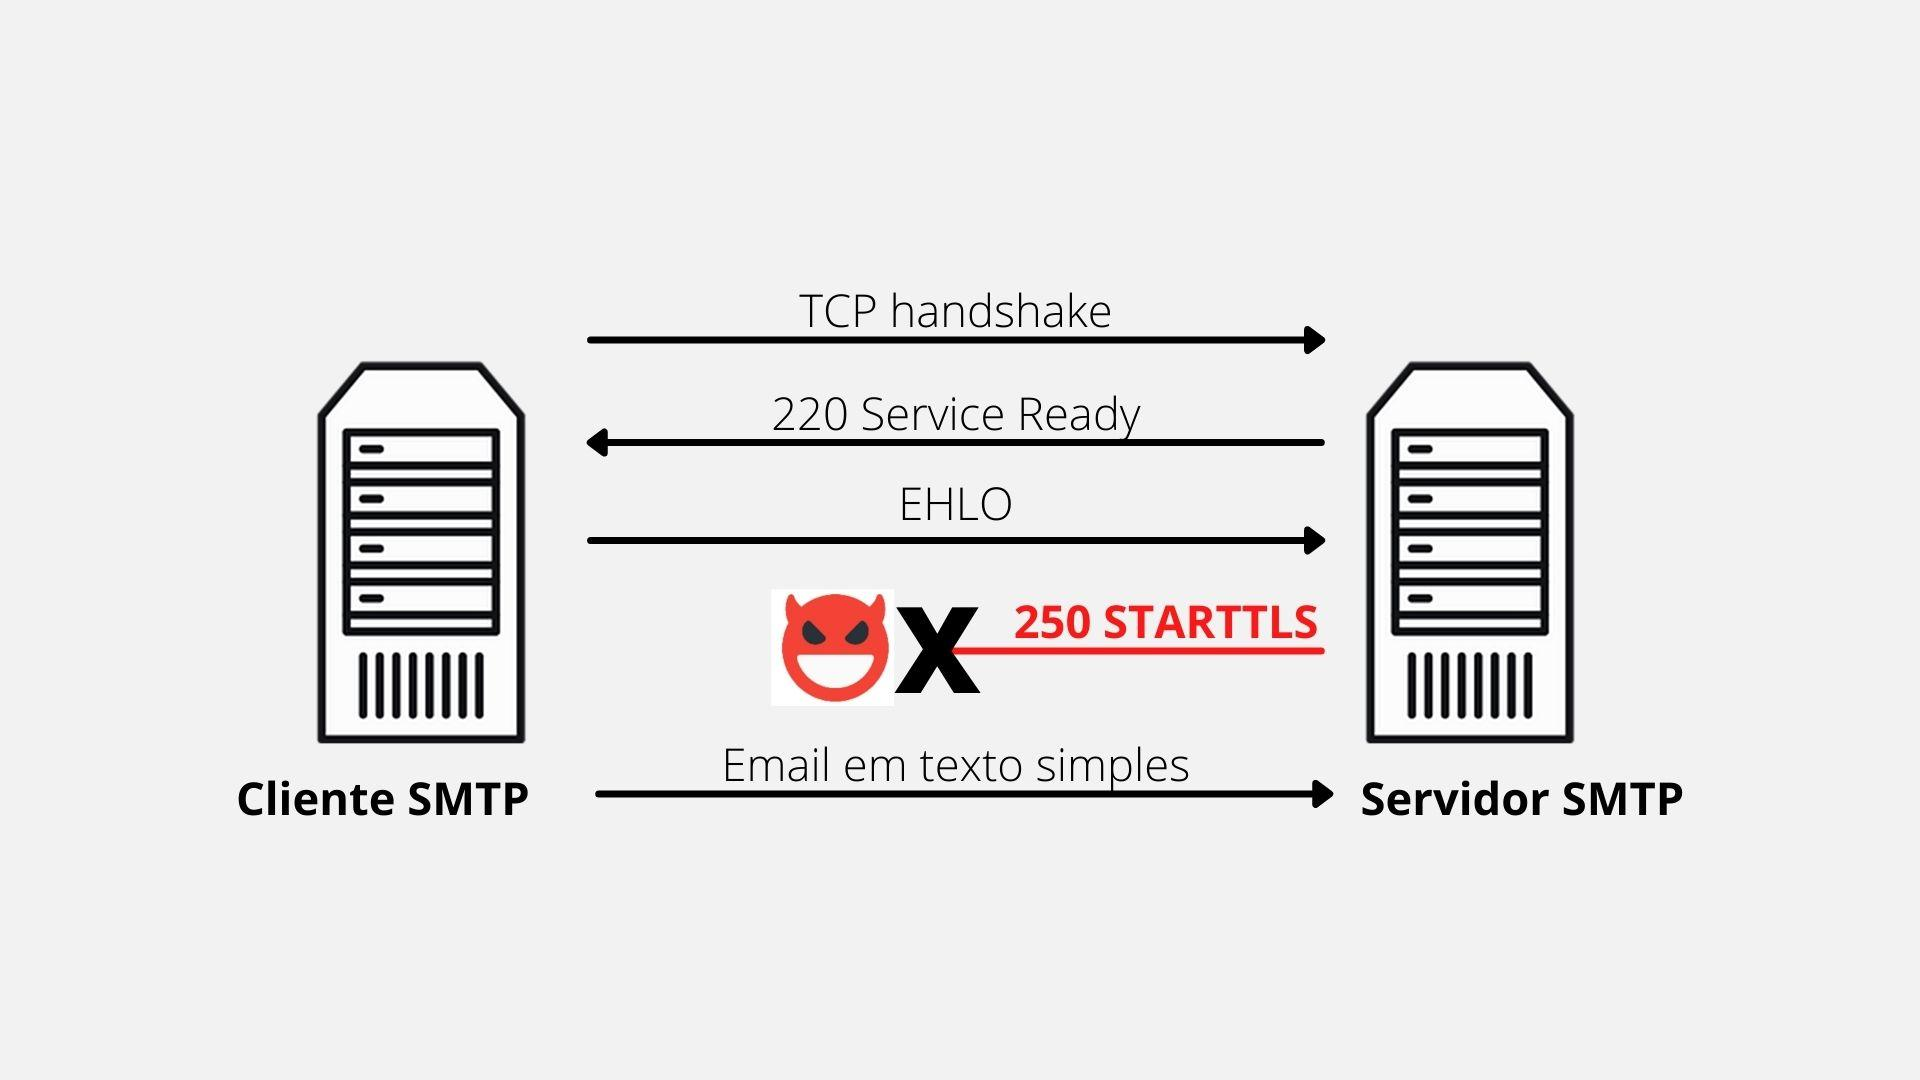 TCP handshake
220 Service Ready
EHLO
X
250 STARTTLS
Email em texto simples
Cliente SMTP
Servidor SMTP